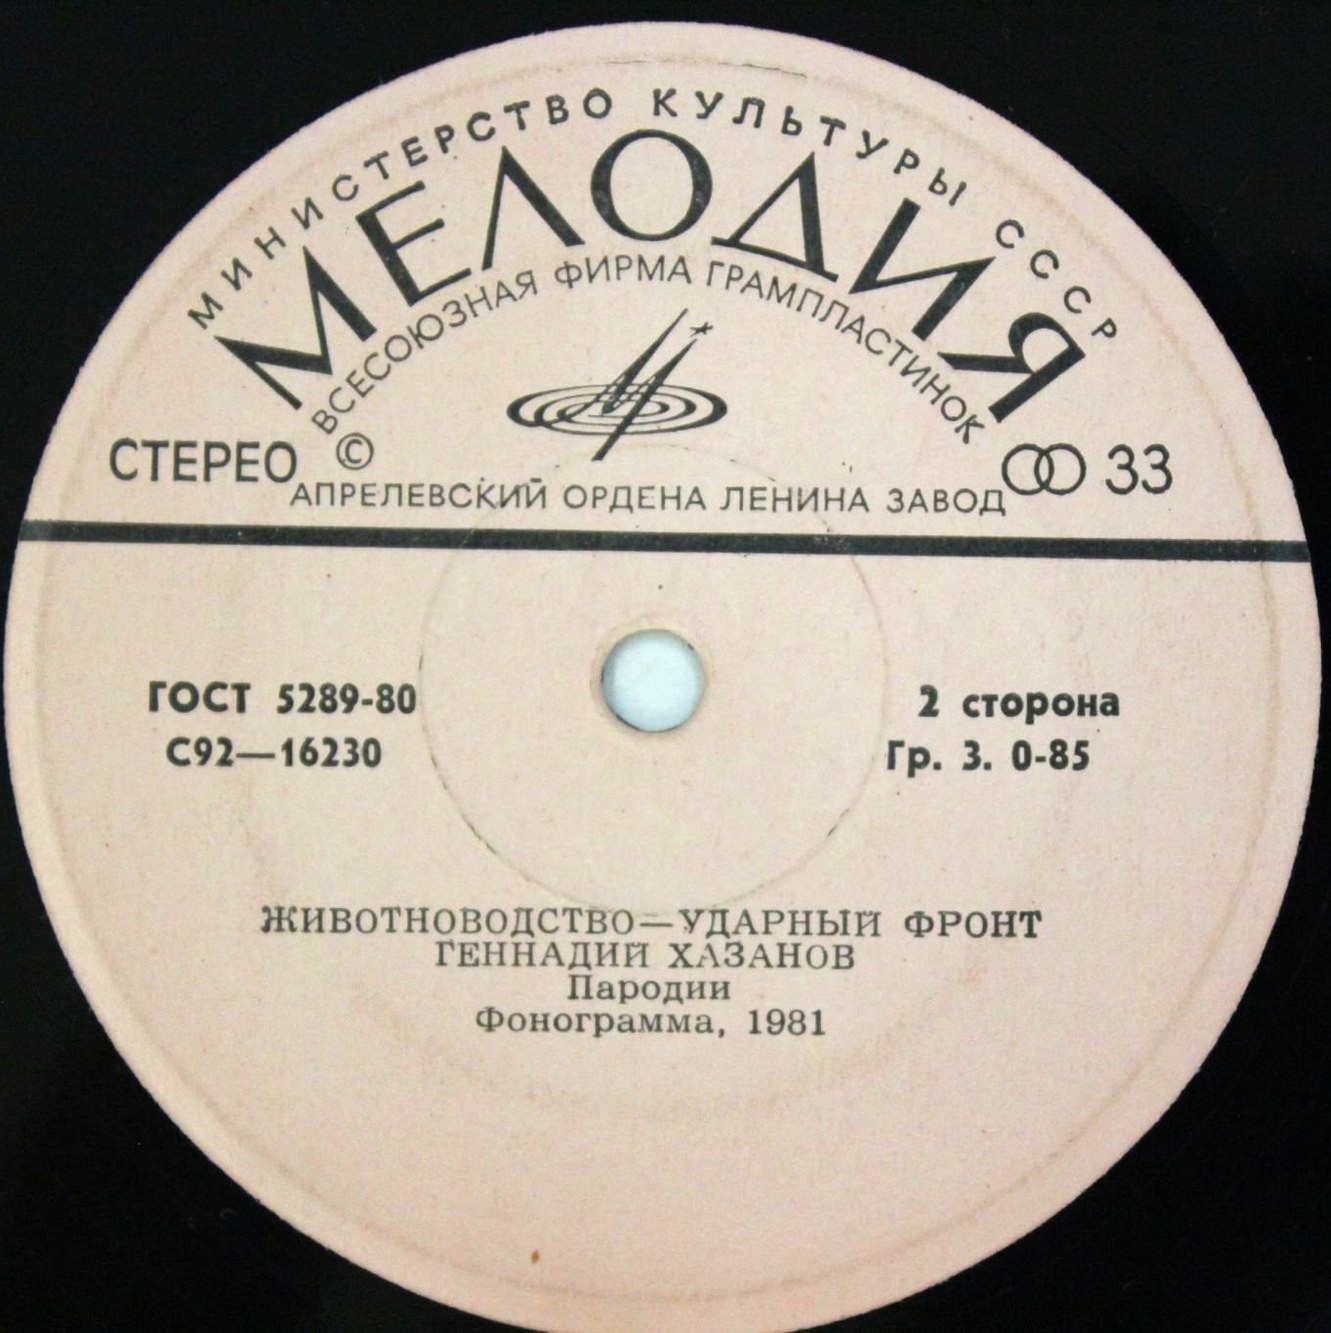 МИНИСТЕРСТВО КУЛЬТУРЫ СССР
МЕЛОДИЯ
ВСЕСОЮЗНАЯ ФИРМА ГРАМПЛАСТИНОК
СТЕРЕО © 33
АПРЕЛЕВСКИЙ ОРДЕНА ЛЕНИНА ЗАВОД
ГОСТ 5289-80 2 сторона
С92—16230 Гр. 3. 0-85
ЖИВОТНОВОДСТВО—УДАРНЫЙ ФРОНТ
ГЕННАДИЙ ХАЗАНОВ
Пародии
Фонограмма, 1981